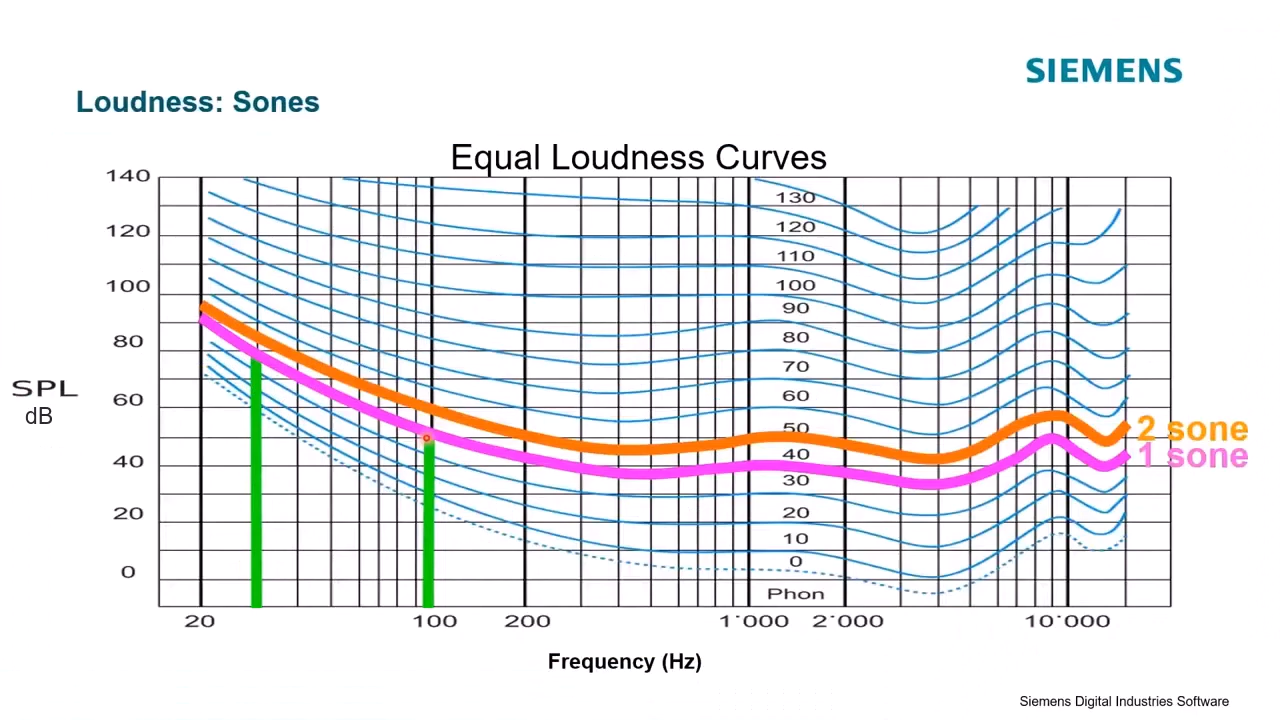 SIEMENS
Loudness: Sones
Equal Loudness Curves
140
120
100
80
60
40
20
0
SPL
dB
130
120
110
100
90
80
70
60
50
40
30
20
10
0
Phon
2 sone
1 sone
20 100 200 1'000 2'000 10'000
Frequency (Hz)
Siemens Digital Industries Software